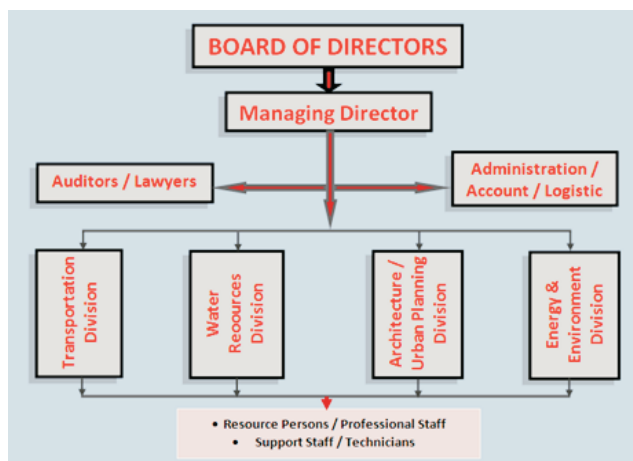 BOARD OF DIRECTORS
Managing Director
Auditors / Lawyers
Administration /
Account / Logistic
Transportation
Division
Water
Reoources
Division
Architecture /
Urban Planning
Division
Energy &
Environment
Division
• Resource Persons / Professional Staff
• Support Staff / Technicians